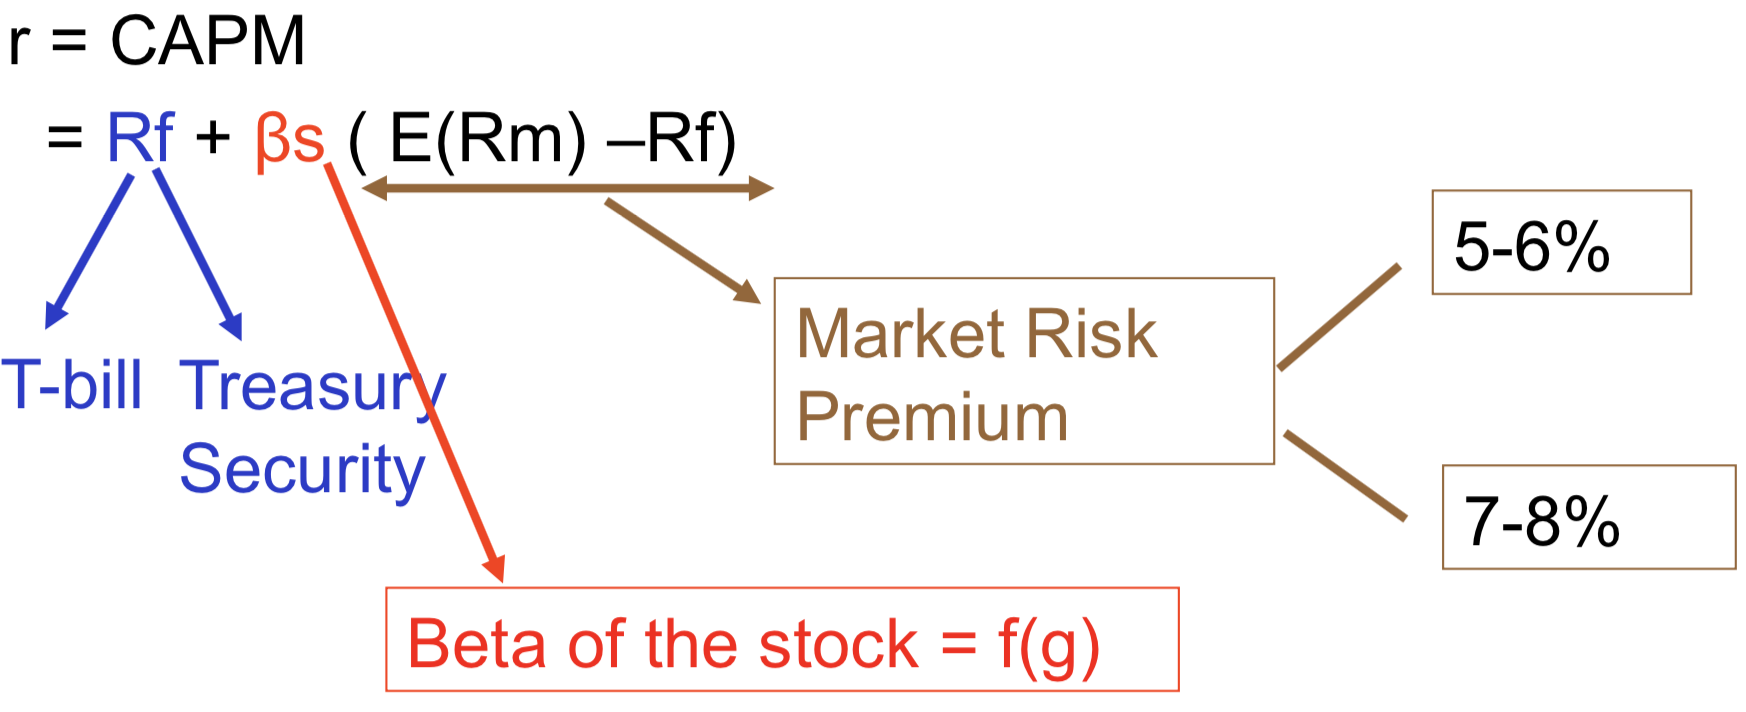 r = CAPM
= Rf + βs ( E(Rm) –Rf)
5-6%
Market Risk
Premium
T-bill
Treasury
Security
7-8%
Beta of the stock = f(g)